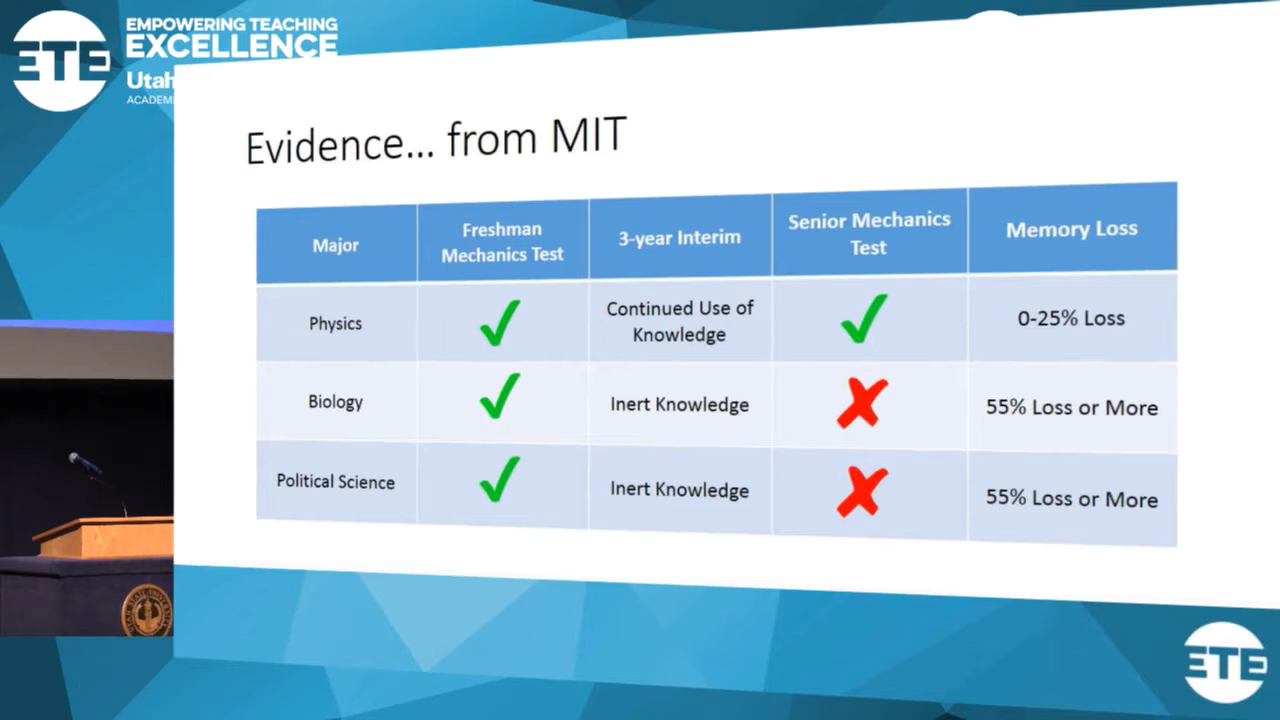 ETE
EMPOWERING TEACHING
EXCELLENCE
Utah
Evidence... from MIT
Major
Freshman
Mechanics Test
3-year Interim
Senior Mechanics
Test
Memory Loss
Physics
Continued Use of
Knowledge
0-25% Loss
Biology
Inert Knowledge
55% Loss or More
Political Science
Inert Knowledge
55% Loss or More
ETE